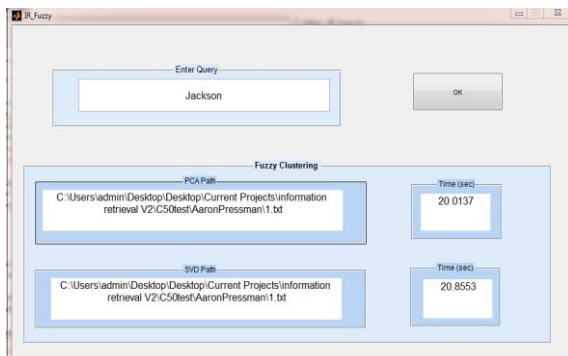 IR_Fuzzy
Enter Query
Jackson
OK
Fuzzy Clustering
PCA Path
C:\Users\admin\Desktop\Desktop\Current Projects\information
retrieval V2\C50test\AaronPressman\1.txt
Time (sec)
20.0137
SVD Path
C:\Users\admin\Desktop\Desktop\Current Projects\information
retrieval V2\C50test\AaronPressman\1.txt
Time (sec)
20.8553